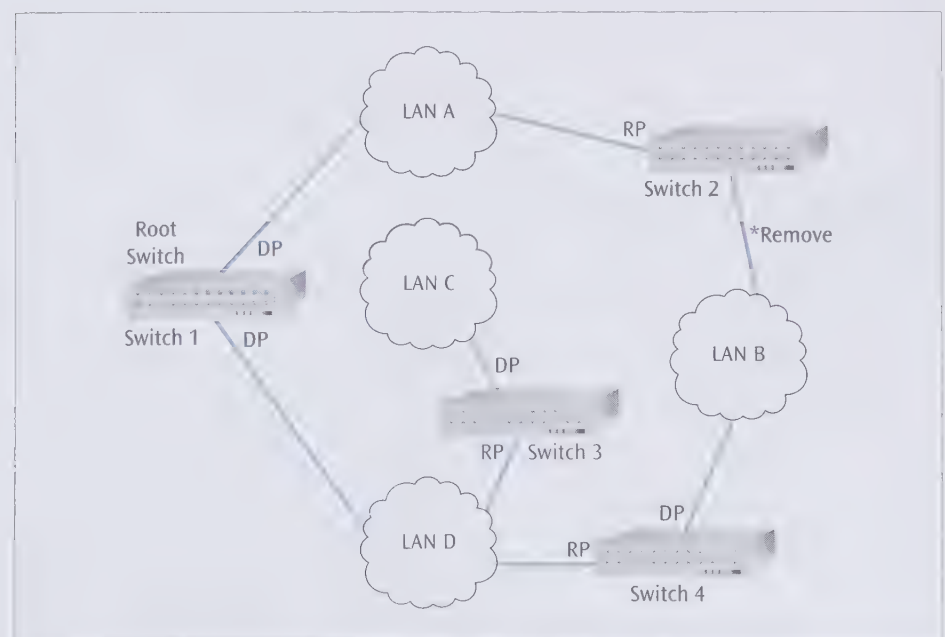 LAN A
RP
Switch 2
*Remove
Root
Switch
DP
LAN C
Switch 1
DP
LAN B
DP
RP
Switch 3
DP
LAN D
RP
Switch 4